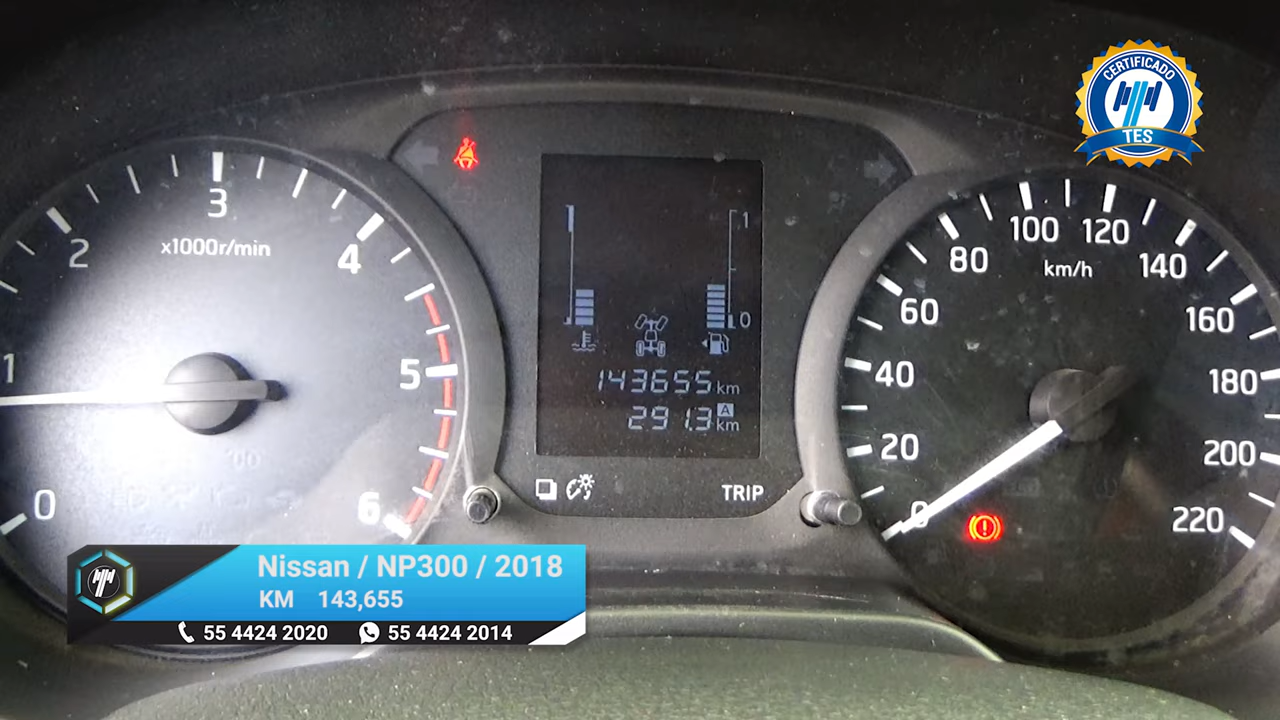 CERTIFICADO
TES
0
1
2
3
4
5
6
x1000r/min
1
0
143655 km
A
291.3 km
TRIP
0
20
40
60
80
100
120
140
160
180
200
220
km/h
Nissan / NP300 / 2018
KM 143,655
55 4424 2020 55 4424 2014